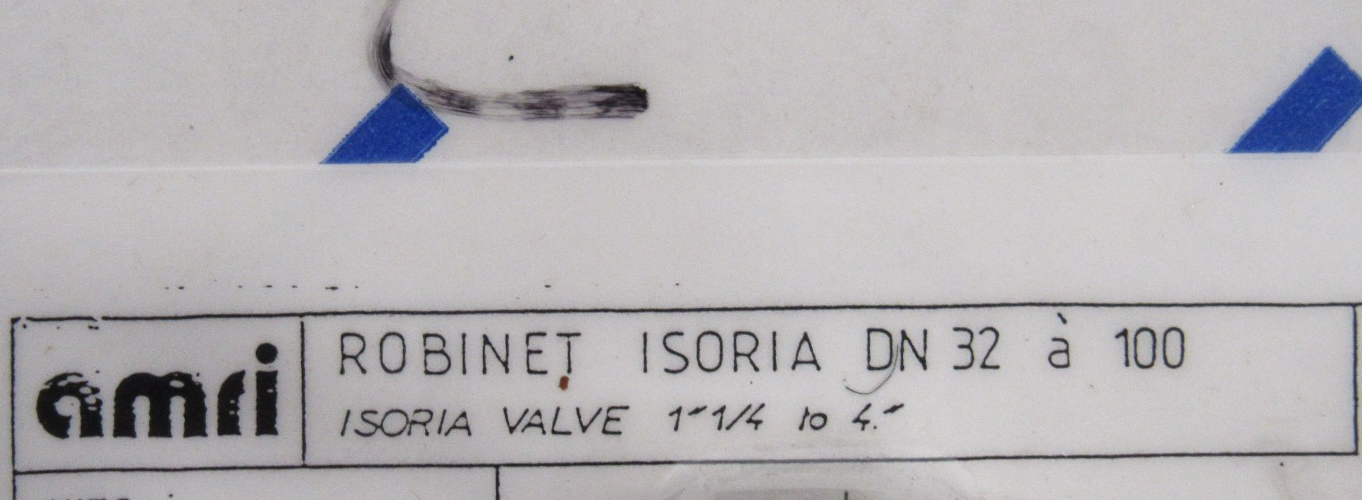 amri
ROBINET ISORIA DN 32 à 100
ISORIA VALVE 1" 1/4 to 4."